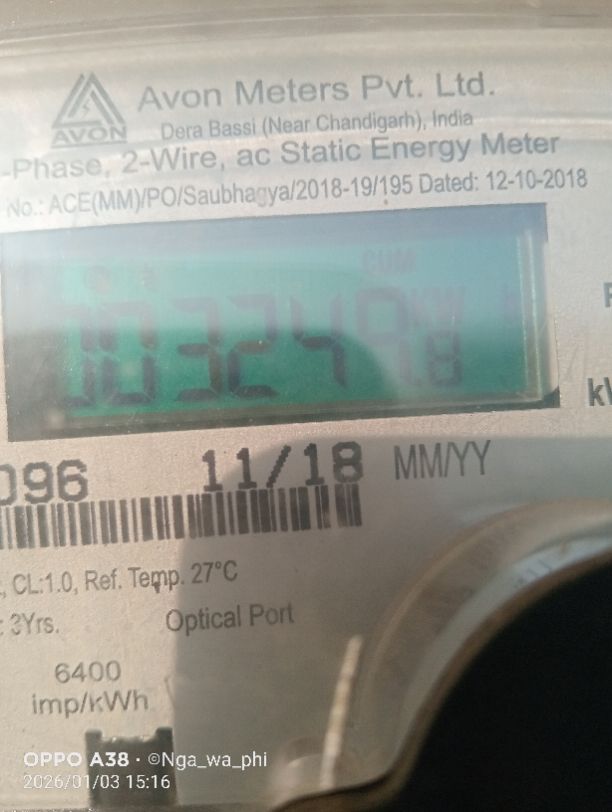 Avon Meters Pvt. Ltd.
AVON
Dera Bassi (Near Chandigarh), India
-Phase, 2-Wire, ac Static Energy Meter
No.: ACE(MM)/PO/Saubhagya/2018-19/195 Dated: 12-10-2018
CUM
KW
096
11/18 MM/YY
, CL:1.0, Ref. Temp. 27°C
: 3Yrs.
Optical Port
6400
imp/kWh
OPPO A38 · ©Nga_wa_phi
2026/01/03 15:16